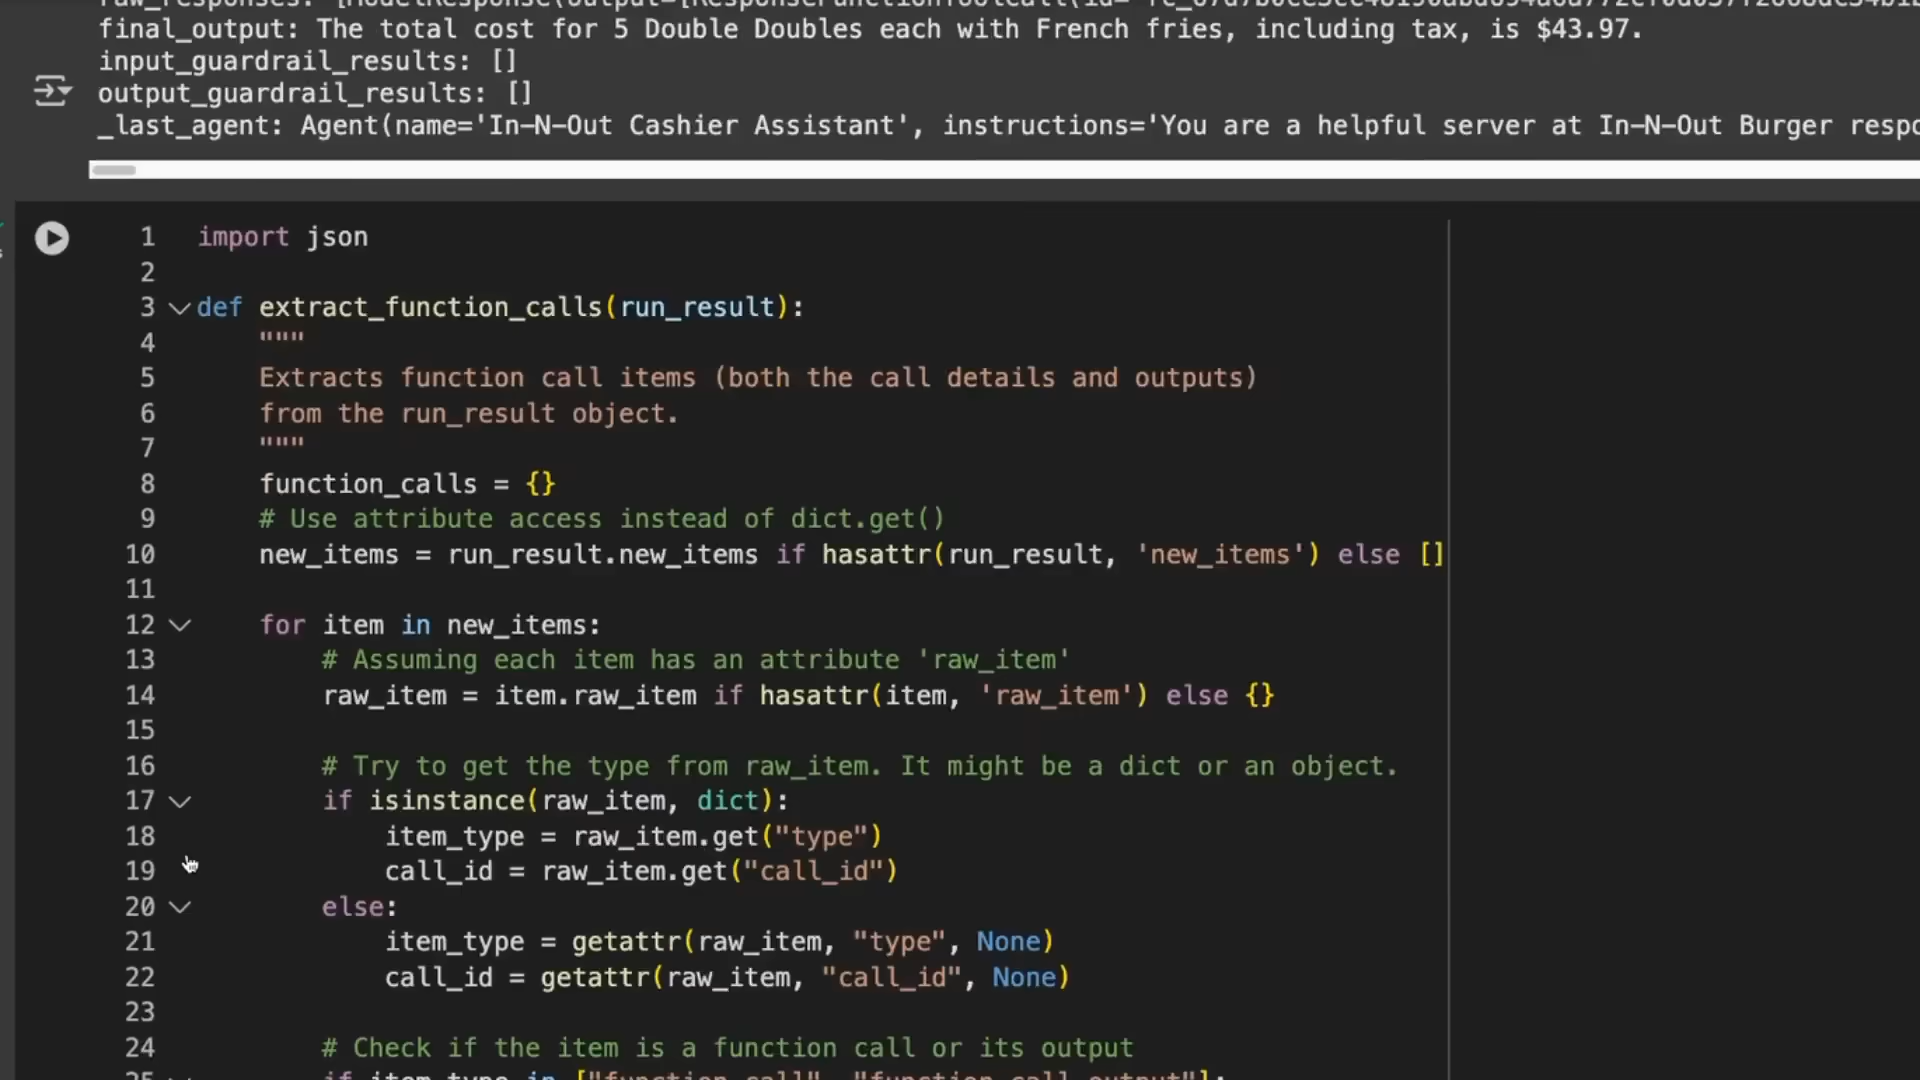 final_output: The total cost for 5 Double Doubles each with French fries, including tax, is $43.97.
input_guardrail_results: []
output_guardrail_results: []
_last_agent: Agent(name='In-N-Out Cashier Assistant', instructions='You are a helpful server at In-N-Out Burger respo
1 import json
2
3 def extract_function_calls(run_result):
4     """
5     Extracts function call items (both the call details and outputs)
6     from the run_result object.
7     """
8     function_calls = {}
9     # Use attribute access instead of dict.get()
10     new_items = run_result.new_items if hasattr(run_result, 'new_items') else []
11
12     for item in new_items:
13         # Assuming each item has an attribute 'raw_item'
14         raw_item = item.raw_item if hasattr(item, 'raw_item') else {}
15
16         # Try to get the type from raw_item. It might be a dict or an object.
17         if isinstance(raw_item, dict):
18             item_type = raw_item.get("type")
19             call_id = raw_item.get("call_id")
20         else:
21             item_type = getattr(raw_item, "type", None)
22             call_id = getattr(raw_item, "call_id", None)
23
24         # Check if the item is a function call or its output
25         if item_type in ["function_call", "function_call_output"]: